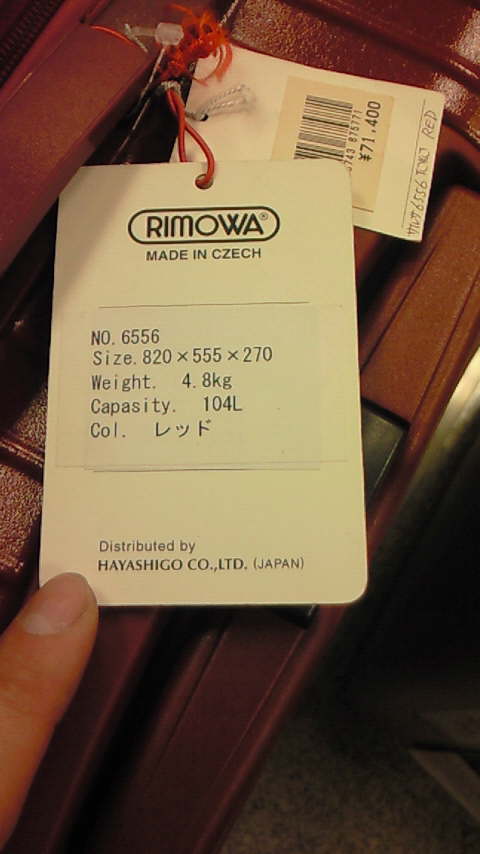 ¥71,400
RED
RIMOWA®
MADE IN CZECH
NO.6556
Size.820×555×270
Weight. 4.8kg
Capasity. 104L
Col. レッド
Distributed by
HAYASHIGO CO.,LTD. (JAPAN)